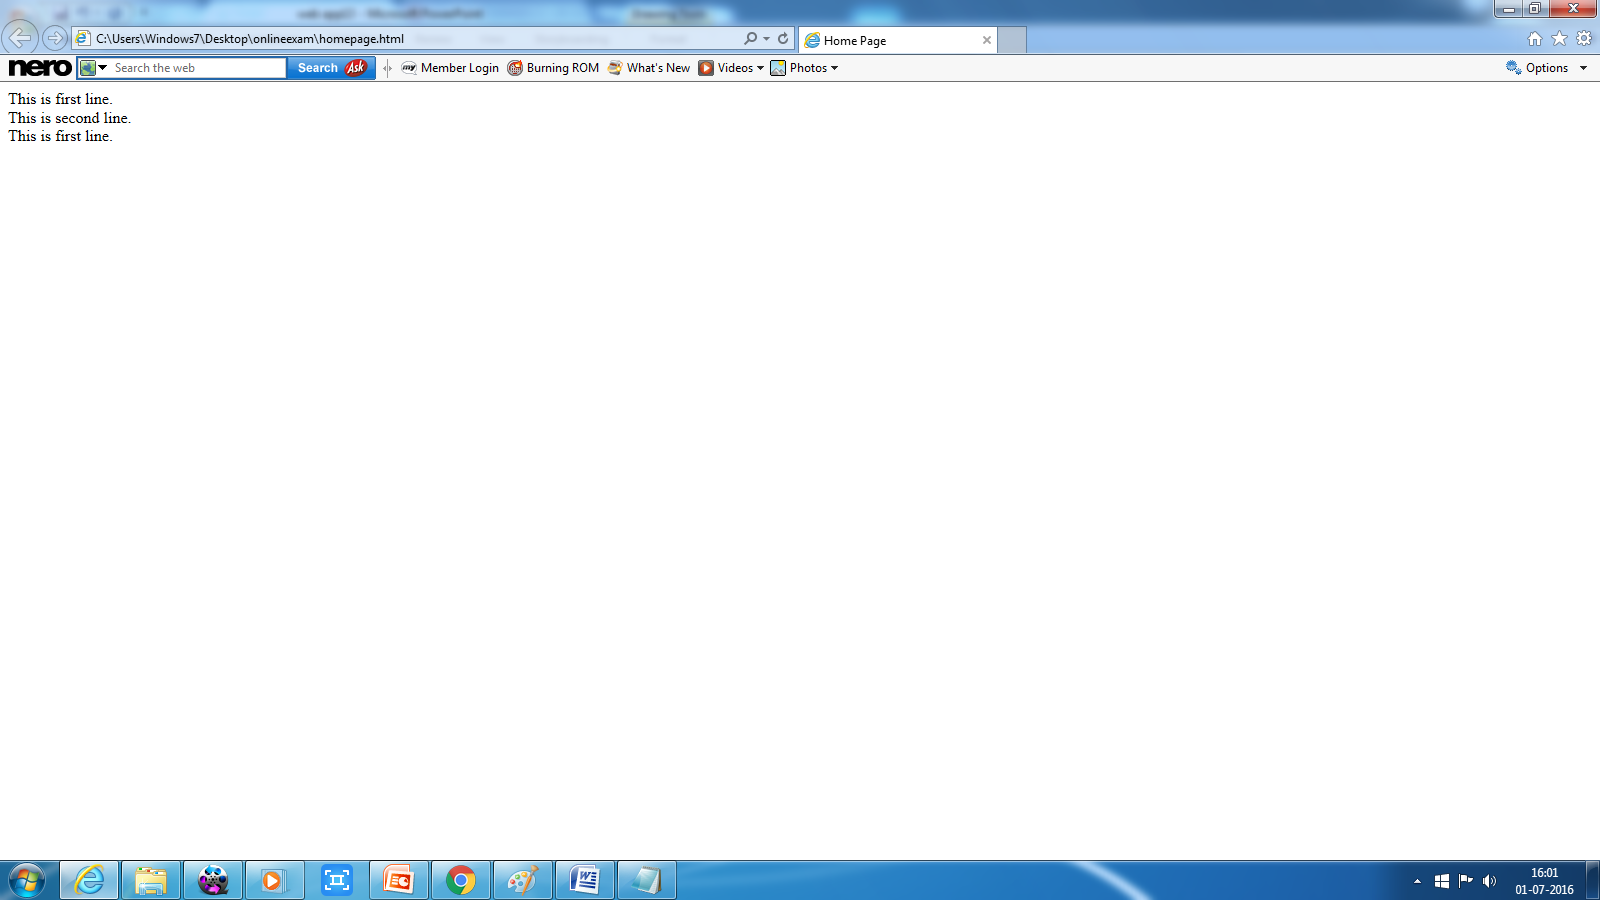 C:\Users\Windows7\Desktop\onlineexam\homepage.html
Home Page
nero
Search the web
Search Ask
my Member Login
Burning ROM
What's New
Videos
Photos
Options
This is first line.
This is second line.
This is first line.
16:01
01-07-2016